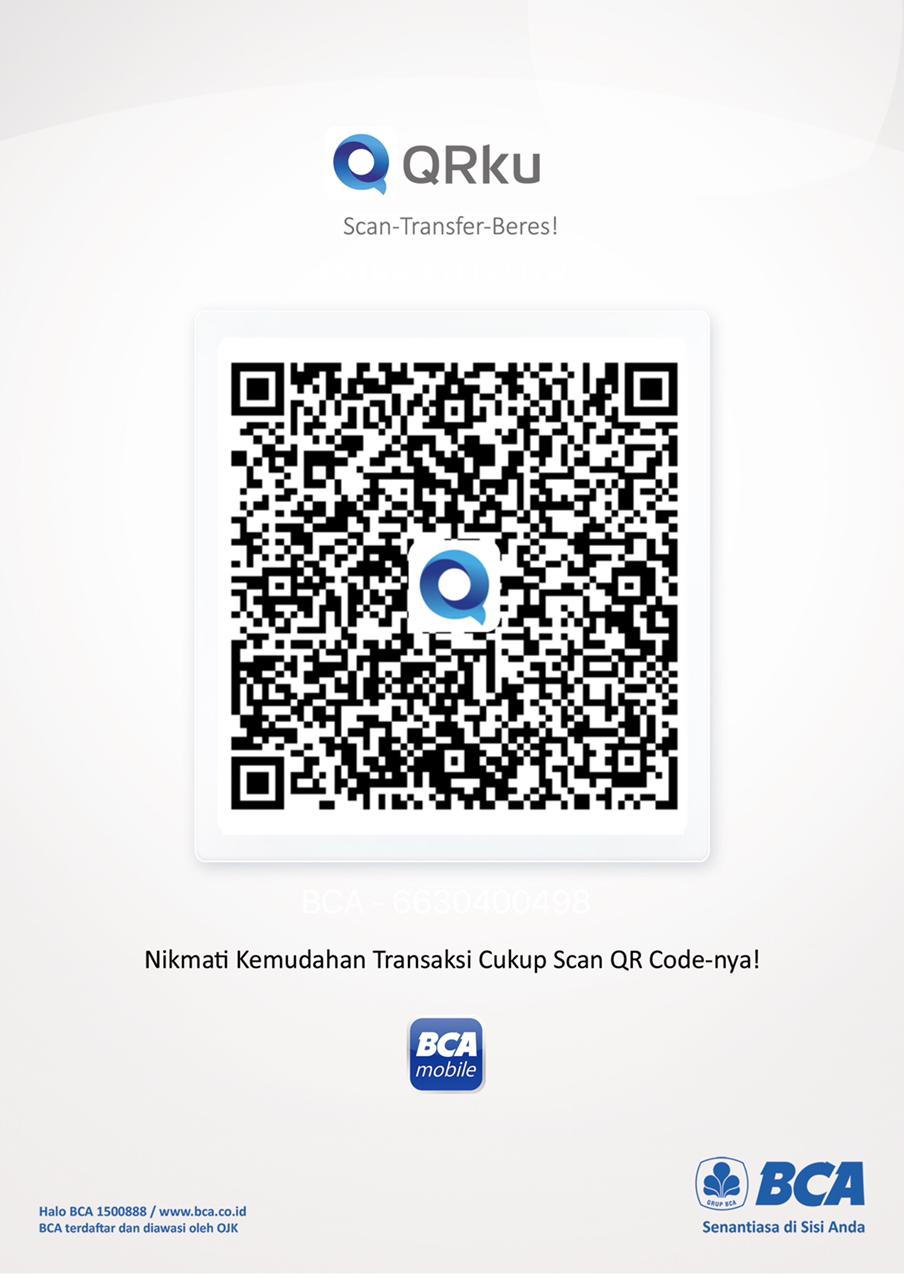 QRku
Scan-Transfer-Beres!
BCA - 6630400498
Nikmati Kemudahan Transaksi Cukup Scan QR Code-nya!
BCA
mobile
GRUP BCA
BCA
Senantiasa di Sisi Anda
Halo BCA 1500888 / www.bca.co.id
BCA terdaftar dan diawasi oleh OJK